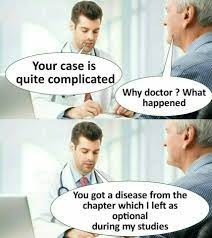 Your case is
quite complicated
Why doctor ? What
happened
You got a disease from the
chapter which I left as
optional
during my studies